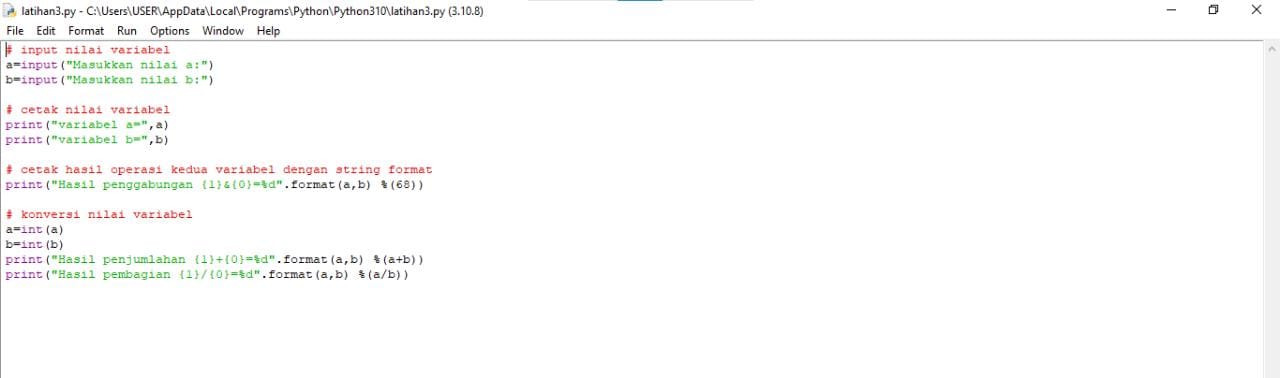 latihan3.py - C:\Users\USER\AppData\Local\Programs\Python\Python310\latihan3.py (3.10.8)
File Edit Format Run Options Window Help
# input nilai variabel
a=input("Masukkan nilai a:")
b=input("Masukkan nilai b:")
# cetak nilai variabel
print("variabel a=",a)
print("variabel b=",b)
# cetak hasil operasi kedua variabel dengan string format
print("Hasil penggabungan {1}&{0}=%d".format(a,b) %(68))
# konversi nilai variabel
a=int(a)
b=int(b)
print("Hasil penjumlahan {1}+{0}=%d".format(a,b) %(a+b))
print("Hasil pembagian {1}/{0}=%d".format(a,b) %(a/b))